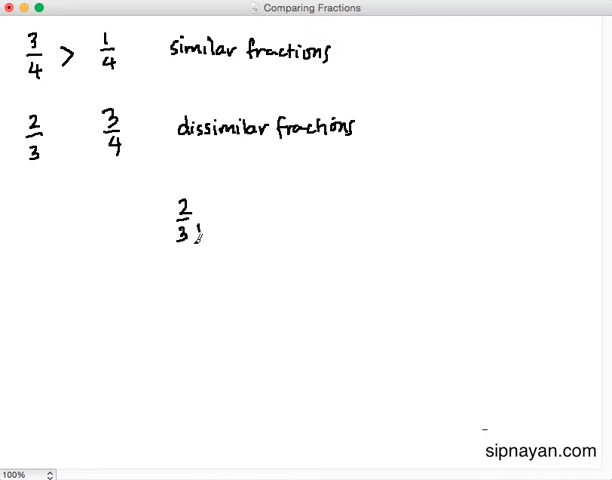 Comparing Fractions
3/4 > 1/4 similar fractions
2/3 3/4 dissimilar fractions
2/3
sipnayan.com
100%